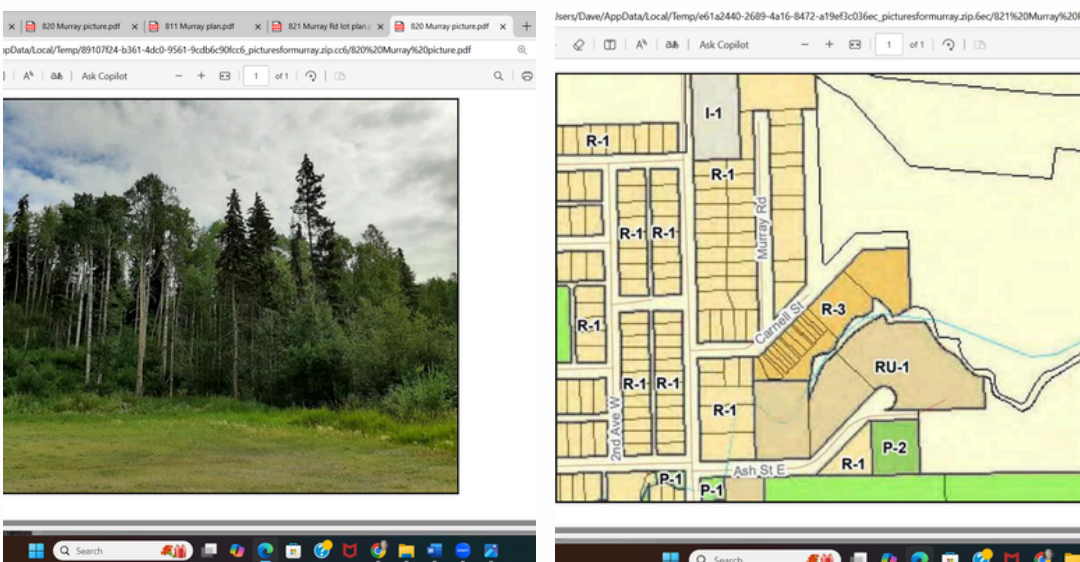 820 Murray picture.pdf
811 Murray plan.pdf
821 Murray Rd lot plan.
820 Murray picture.pdf
ppData/Local/Temp/89107f24-b361-4dc0-9561-9cdb6c90fcc6_picturesformurray.zip.cc6/820%20Murray%20picture.pdf
Ask Copilot
1 of 1
Search
Jsers/Dave/AppData/Local/Temp/e61a2440-2689-4a16-8472-a19ef3c036ec_picturesformurray.zip.6ec/821%20Murray%20R
Ask Copilot
1 of 1
I-1
R-1
R-1
Murray Rd
R-1 R-1
R-3
R-1
Carnell St
RU-1
R-1 R-1
R-1
2nd Ave W
P-2
R-1
Ash St E
P-1
P-1
Search